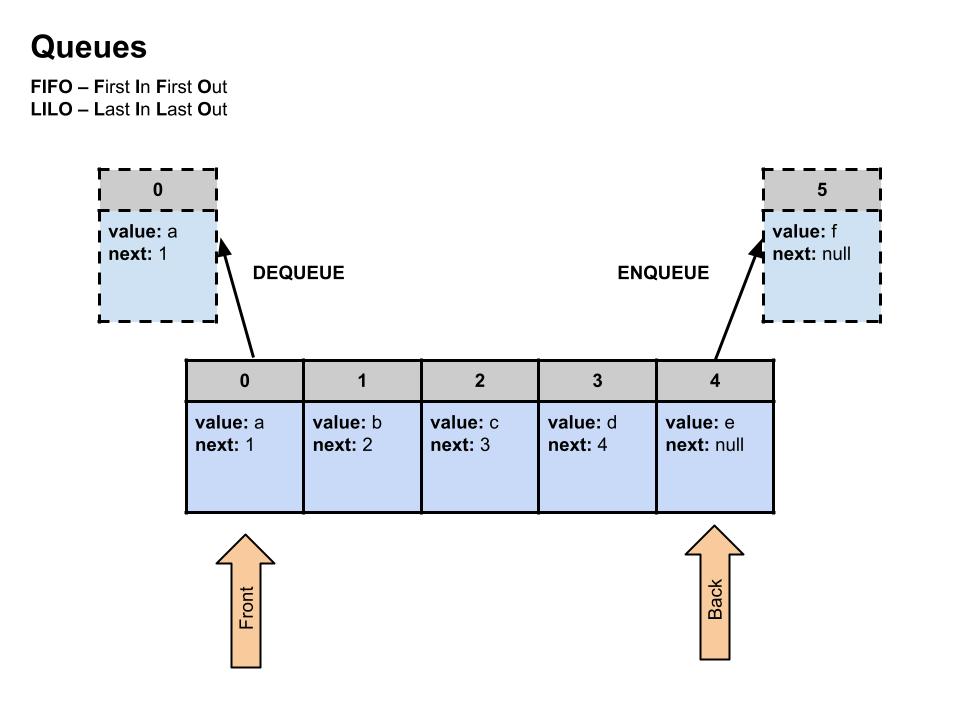 Queues
FIFO – First In First Out
LILO – Last In Last Out
0
value: a
next: 1
DEQUEUE
ENQUEUE
5
value: f
next: null
0
value: a
next: 1
1
value: b
next: 2
2
value: c
next: 3
3
value: d
next: 4
4
value: e
next: null
Front
Back